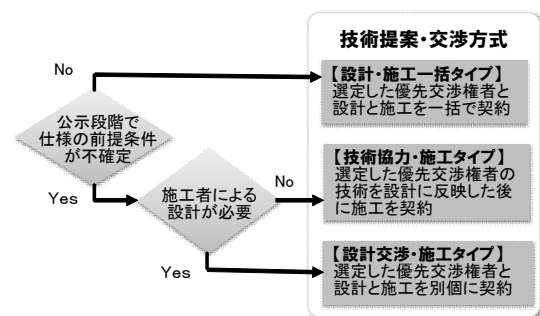 技術提案・交渉方式
No
【設計・施工一括タイプ】
選定した優先交渉権者と
設計と施工を一括で契約
公示段階で
仕様の前提条件
が不確定
Yes
施工者による
設計が必要
No
【技術協力・施工タイプ】
選定した優先交渉権者の
技術を設計に反映した後
に施工を契約
Yes
【設計交渉・施工タイプ】
選定した優先交渉権者と
設計と施工を別個に契約